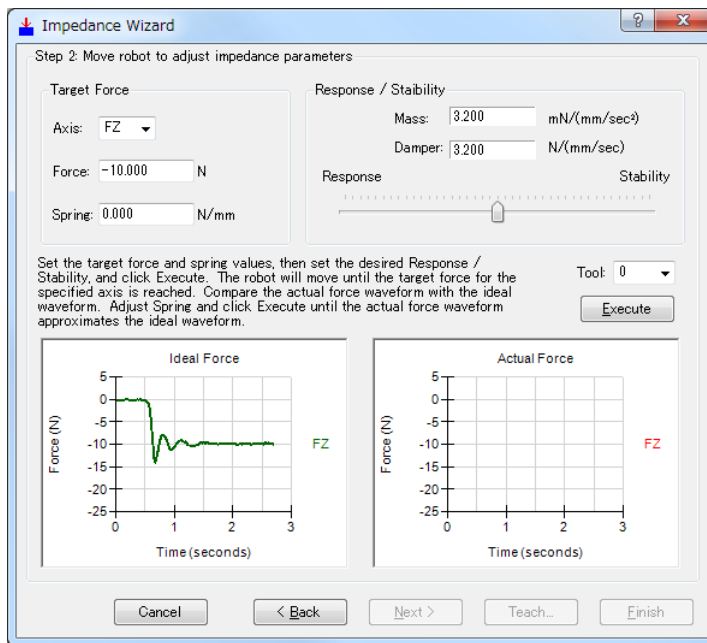 Impedance Wizard
Step 2: Move robot to adjust impedance parameters
Target Force
Axis: FZ
Force: -10.000 N
Spring: 0.000 N/mm
Response / Staibility
Mass: 3.200 mN/(mm/sec²)
Damper: 3.200 N/(mm/sec)
Response Stability
Set the target force and spring values, then set the desired Response /
Stability, and click Execute. The robot will move until the target force for the
specified axis is reached. Compare the actual force waveform with the ideal
waveform. Adjust Spring and click Execute until the actual force waveform
approximates the ideal waveform.
Tool: 0
Execute
Ideal Force
Force (N)
5
0
-5
-10
-15
-20
-25
0 1 2 3
Time (seconds)
FZ
Actual Force
Force (N)
5
0
-5
-10
-15
-20
-25
0 1 2 3
Time (seconds)
FZ
Cancel < Back Next > Teach... Finish